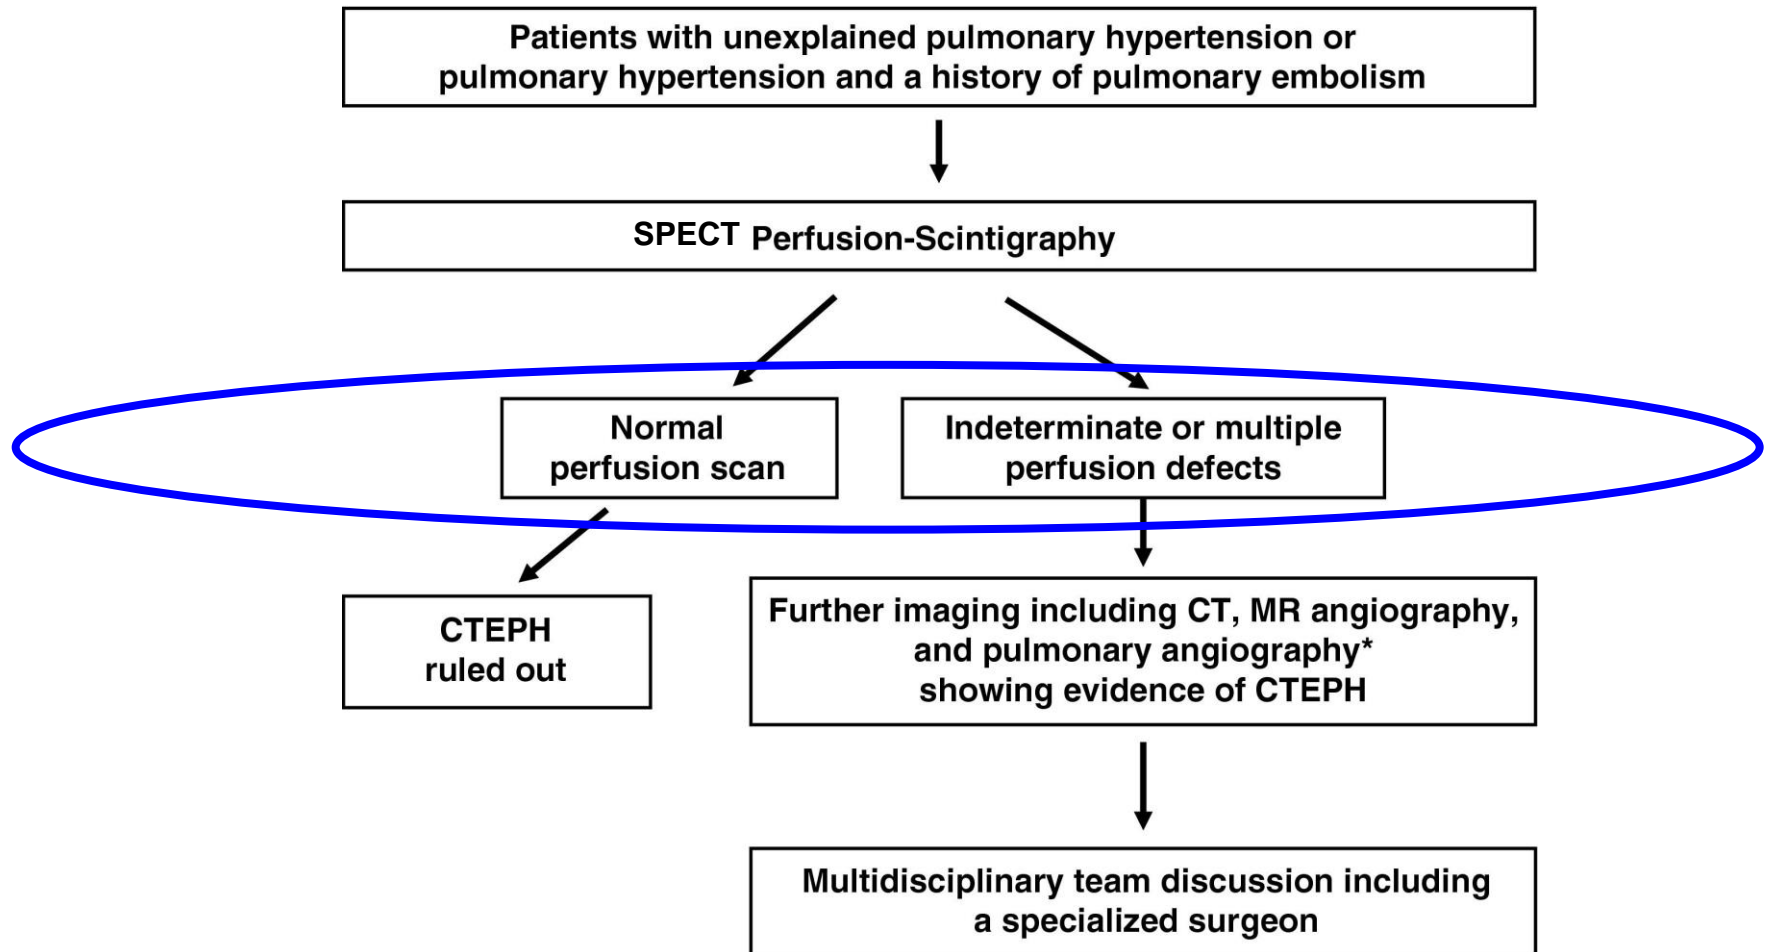 Patients with unexplained pulmonary hypertension or
pulmonary hypertension and a history of pulmonary embolism
SPECT Perfusion-Scintigraphy
Normal
perfusion scan
Indeterminate or multiple
perfusion defects
CTEPH
ruled out
Further imaging including CT, MR angiography,
and pulmonary angiography*
showing evidence of CTEPH
Multidisciplinary team discussion including
a specialized surgeon